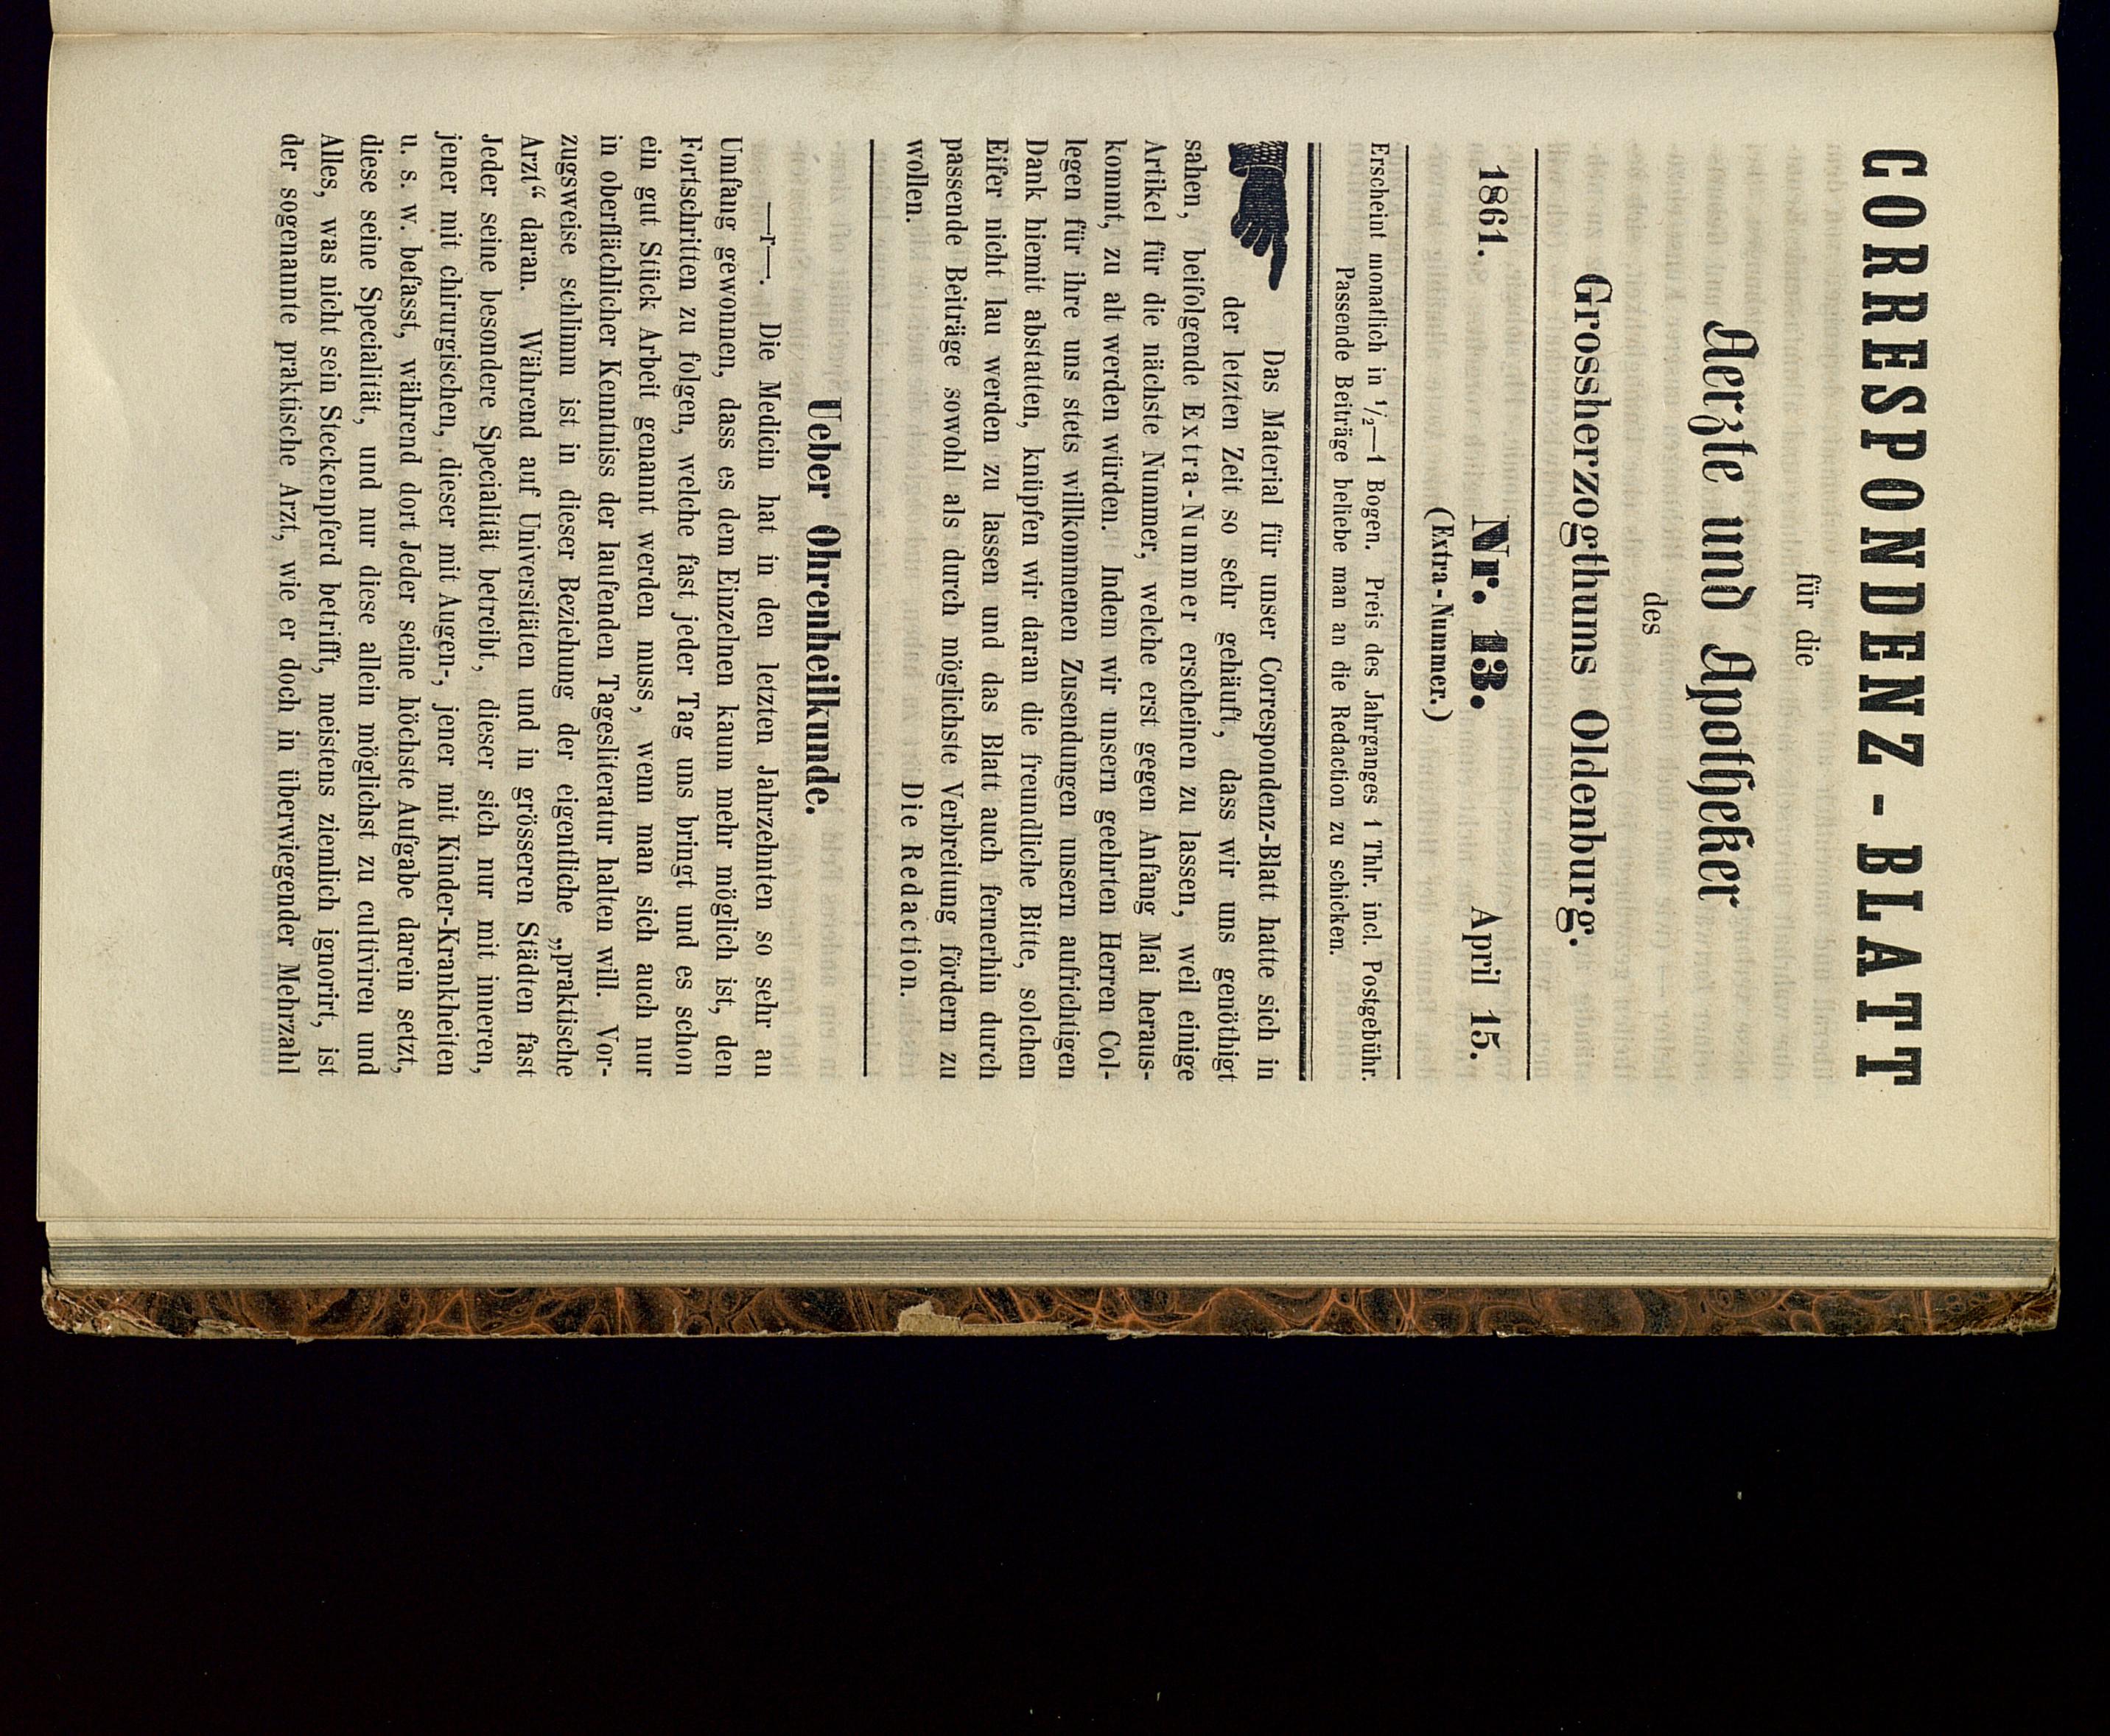 CORRESPONDENZ-BLATT
für die
Aerzte und Apotheker
des
Grossherzogthums Oldenburg.
1861. Nr. 13. April 15.
(Extra-Nummer.)
Erscheint monatlich in 1/2—1 Bogen. Preis des Jahrganges 1 Thlr. incl. Postgebühr.
Passende Beiträge beliebe man an die Redaction zu schicken.
Das Material für unser Correspondenz-Blatt hatte sich in
der letzten Zeit so sehr gehäuft, dass wir uns genöthigt
sahen, beifolgende Extra-Nummer erscheinen zu lassen, weil einige
Artikel für die nächste Nummer, welche erst gegen Anfang Mai heraus-
kommt, zu alt werden würden. Indem wir unsern geehrten Herren Col-
legen für ihre uns stets willkommenen Zusendungen unsern aufrichtigen
Dank hiemit abstatten, knüpfen wir daran die freundliche Bitte, solchen
Eifer nicht lau werden zu lassen und das Blatt auch fernerhin durch
passende Beiträge sowohl als durch möglichste Verbreitung fördern zu
wollen. Die Redaction.
Ueber Ohrenheilkunde.
—r—. Die Medicin hat in den letzten Jahrzehnten so sehr an
Umfang gewonnen, dass es dem Einzelnen kaum mehr möglich ist, den
Fortschritten zu folgen, welche fast jeder Tag uns bringt und es schon
ein gut Stück Arbeit genannt werden muss, wenn man sich auch nur
in oberflächlicher Kenntniss der laufenden Tagesliteratur halten will. Vor-
zugsweise schlimm ist in dieser Beziehung der eigentliche „praktische
Arzt“ daran. Während auf Universitäten und in grösseren Städten fast
Jeder seine besondere Specialität betreibt, dieser sich nur mit inneren,
jener mit chirurgischen, dieser mit Augen-, jener mit Kinder-Krankheiten
u. s. w. befasst, während dort Jeder seine höchste Aufgabe darein setzt,
diese seine Specialität, und nur diese allein möglichst zu cultiviren und
Alles, was nicht sein Steckenpferd betrifft, meistens ziemlich ignorirt, ist
der sogenannte praktische Arzt, wie er doch in überwiegender Mehrzahl